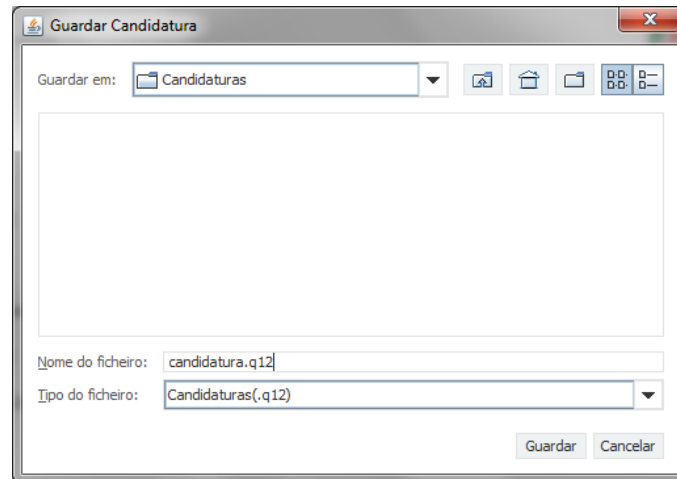 Guardar Candidatura
Guardar em: Candidaturas
Nome do ficheiro: candidatura.q12
Tipo do ficheiro: Candidaturas(.q12)
Guardar Cancelar